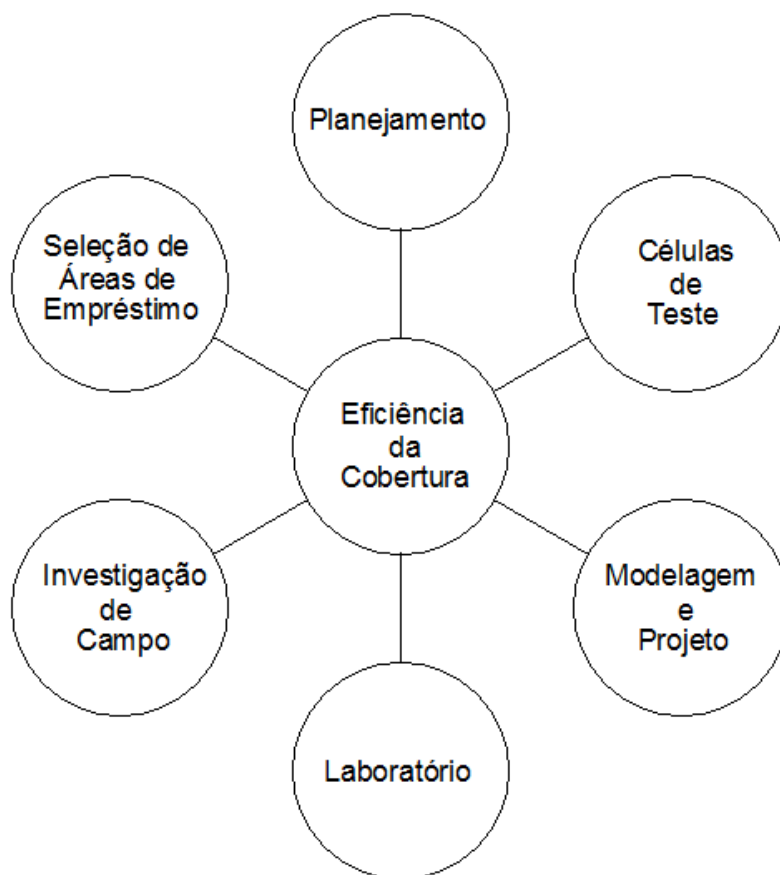 Planejamento
Seleção de
Áreas de
Empréstimo
Células
de
Teste
Eficiência
da
Cobertura
Investigação
de
Campo
Modelagem
e
Projeto
Laboratório